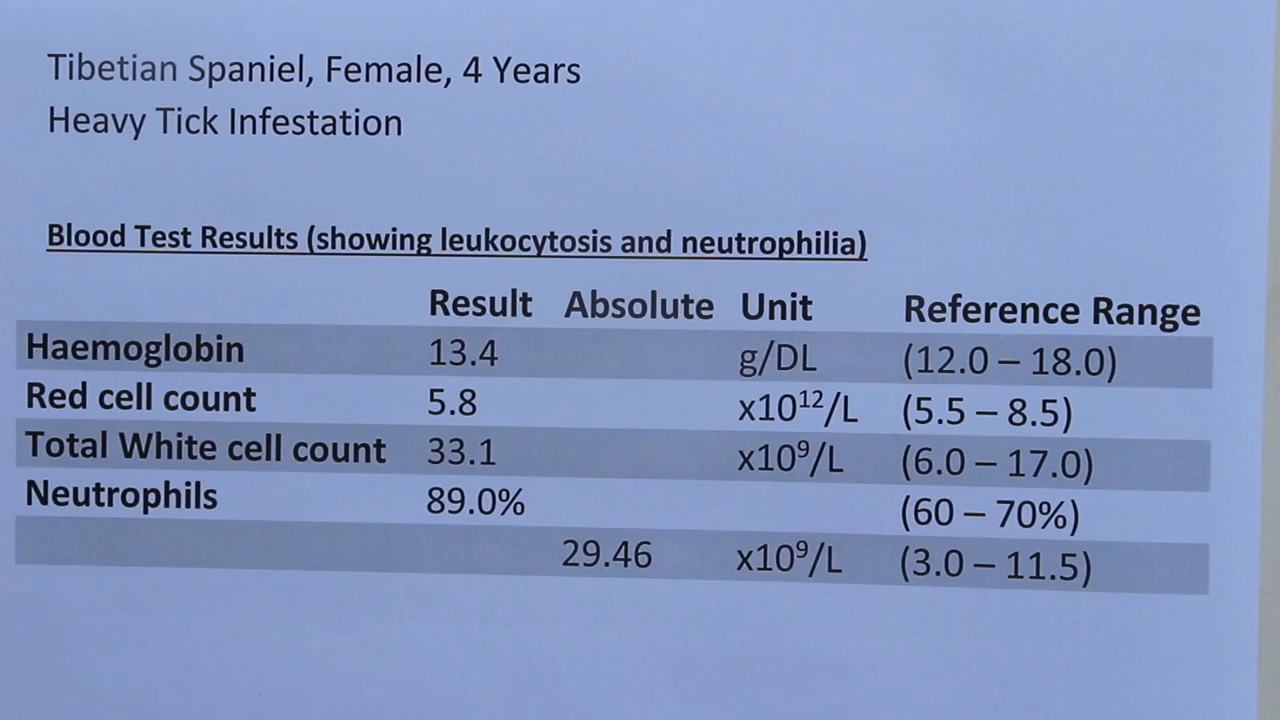 Tibetian Spaniel, Female, 4 Years
Heavy Tick Infestation
Blood Test Results (showing leukocytosis and neutrophilia)
Result Absolute Unit Reference Range
Haemoglobin 13.4 g/DL (12.0 – 18.0)
Red cell count 5.8 x10¹²/L (5.5 – 8.5)
Total White cell count 33.1 x10⁹/L (6.0 – 17.0)
Neutrophils 89.0% (60 – 70%)
29.46 x10⁹/L (3.0 – 11.5)